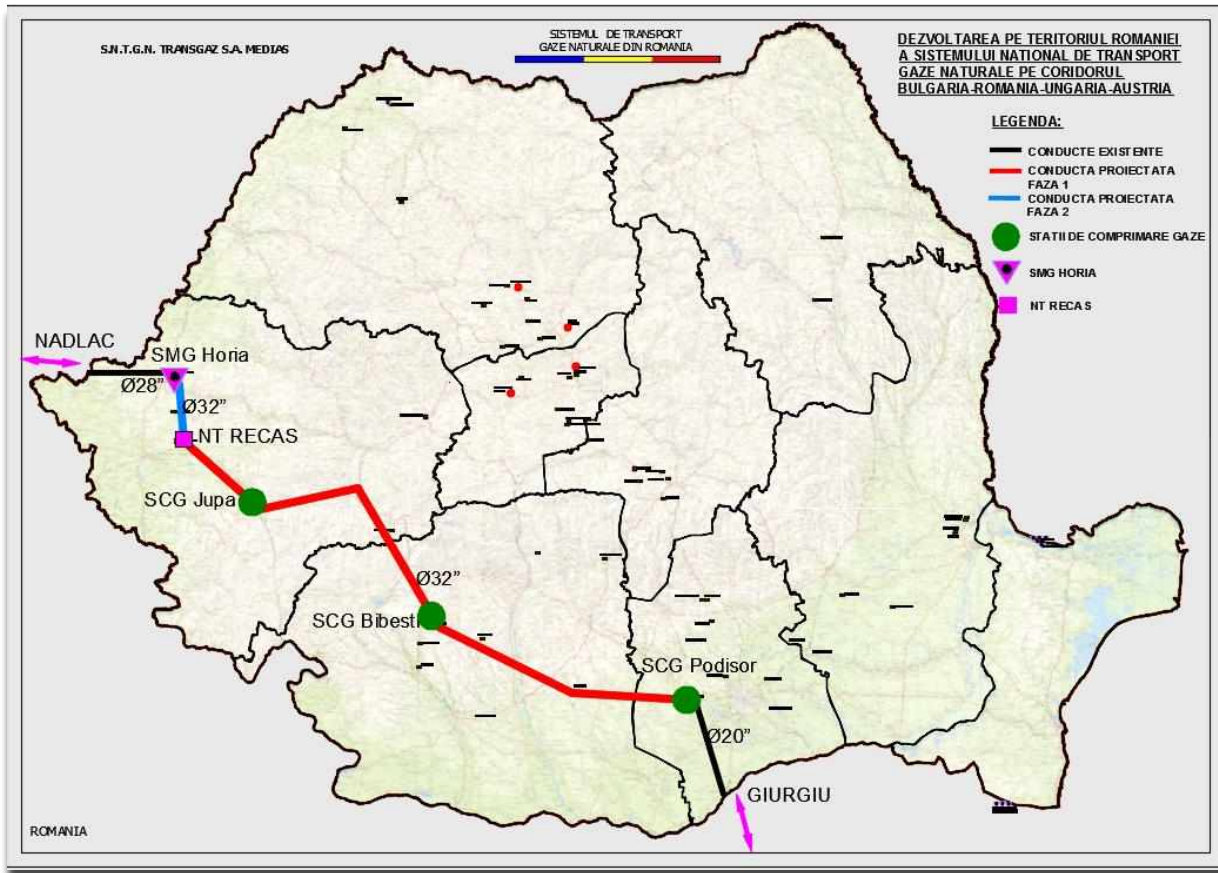 S.N.T.G.N. TRANSGAZ S.A. MEDIAS
SISTEMUL DE TRANSPORT
GAZE NATURALE DIN ROMANIA
DEZVOLTAREA PE TERITORIUL ROMANIEI
A SISTEMULUI NATIONAL DE TRANSPORT
GAZE NATURALE PE CORIDORUL
BULGARIA-ROMANIA-UNGARIA-AUSTRIA
LEGENDA:
CONDUCTE EXISTENTE
CONDUCTA PROIECTATA
FAZA 1
CONDUCTA PROIECTATA
FAZA 2
STATII DE COMPRIMARE GAZE
SMG HORIA
NT RECAS
NADLAC
SMG Horia
Ø28"
Ø32"
NT RECAS
SCG Jupa
Ø32"
SCG Bibesti
SCG Podisor
Ø20"
GIURGIU
ROMANIA